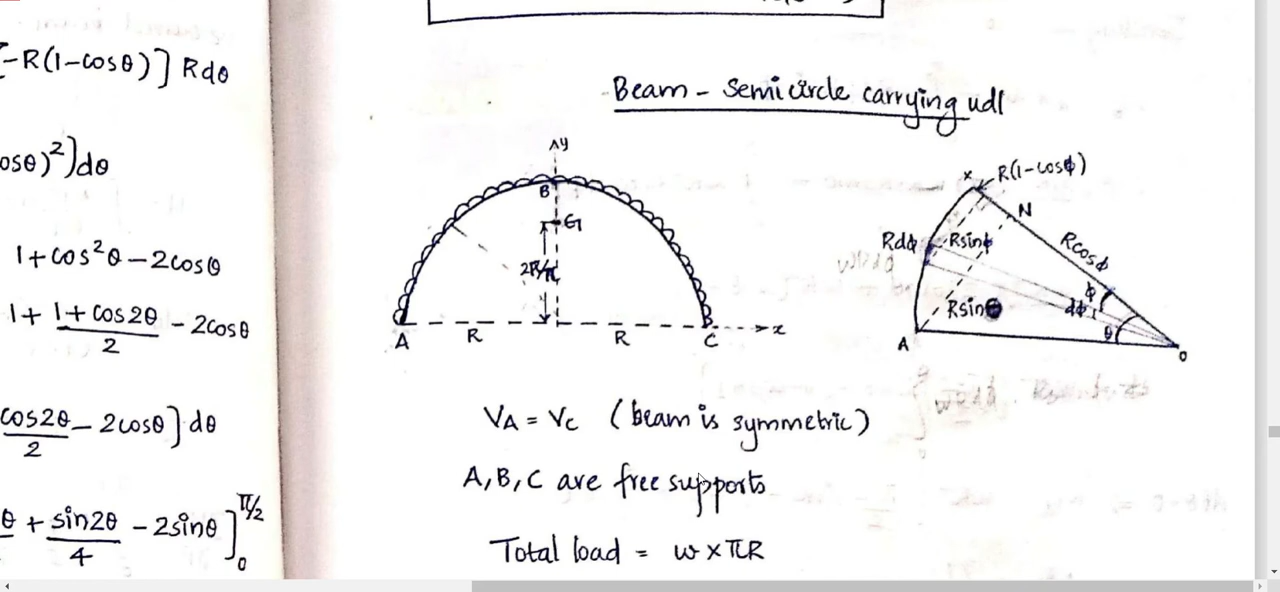 -R(1-cosθ)] Rdθ
osθ)²]dθ
1+cos²θ-2cosθ
1+ (1+cos2θ)/2 - 2cosθ
cos2θ/2 - 2cosθ] dθ
θ + sin2θ/4 - 2sinθ ]₀^π/2
Beam - Semicircle carrying udl
y
B
G
2R/π
A
R
R
C
x
x
R(1-cosϕ)
N
Rdϕ
Rsinϕ
Rcosϕ
ϕ
dϕ
θ
Rsinθ
A
o
V_A = V_C (beam is symmetric)
A,B,C are free supports
Total load = w×πR